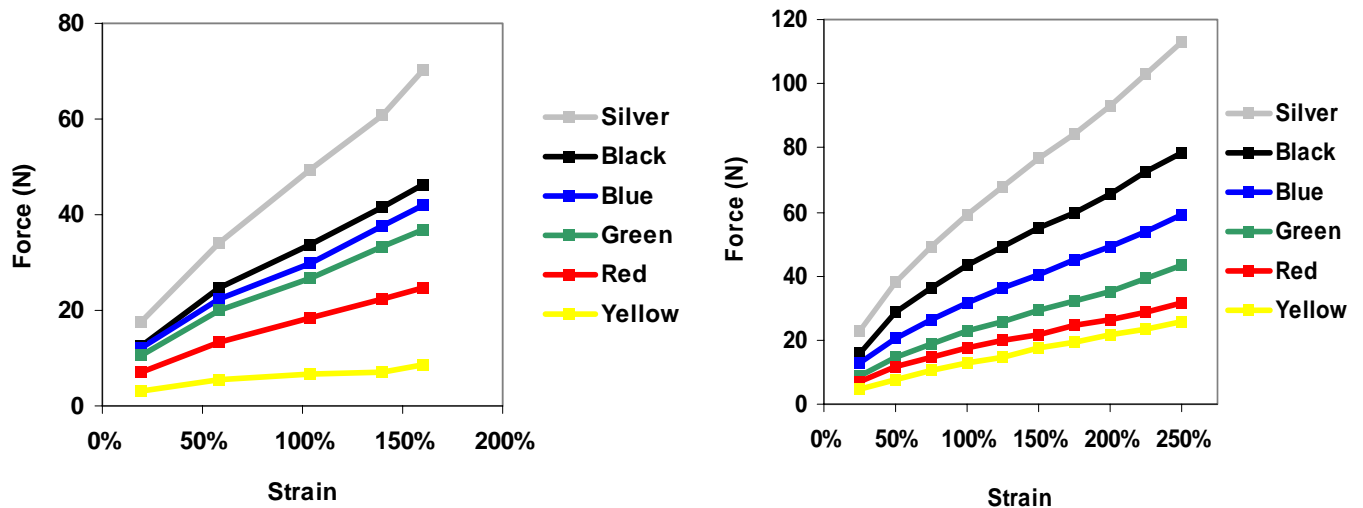 80
60
40
20
0
Force (N)
0% 50% 100% 150% 200%
Strain
Silver
Black
Blue
Green
Red
Yellow
120
100
80
60
40
20
0
Force (N)
0% 50% 100% 150% 200% 250%
Strain
Silver
Black
Blue
Green
Red
Yellow